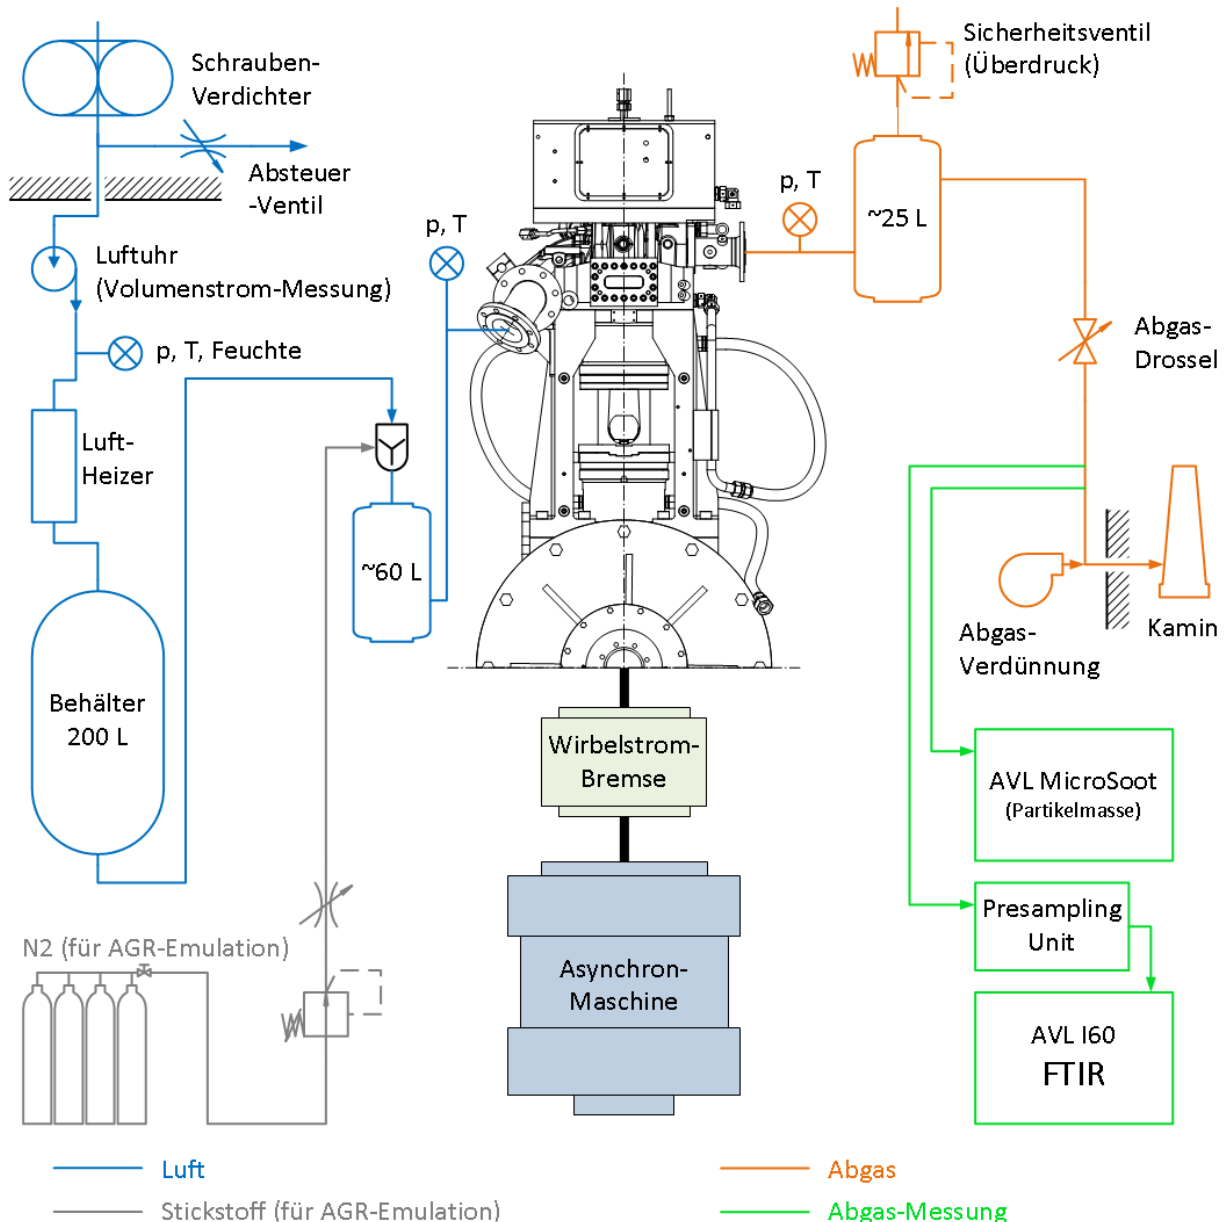 Schrauben-
Verdichter
Absteuer
-Ventil
Luftuhr
(Volumenstrom-Messung)
p, T, Feuchte
Luft-
Heizer
Behälter
200 L
N2 (für AGR-Emulation)
~60 L
p, T
p, T
~25 L
Sicherheitsventil
(Überdruck)
Abgas-
Drossel
Abgas-
Verdünnung
Kamin
Wirbelstrom-
Bremse
Asynchron-
Maschine
AVL MicroSoot
(Partikelmasse)
Presampling
Unit
AVL I60
FTIR
Luft
Stickstoff (für AGR-Emulation)
Abgas
Abgas-Messung